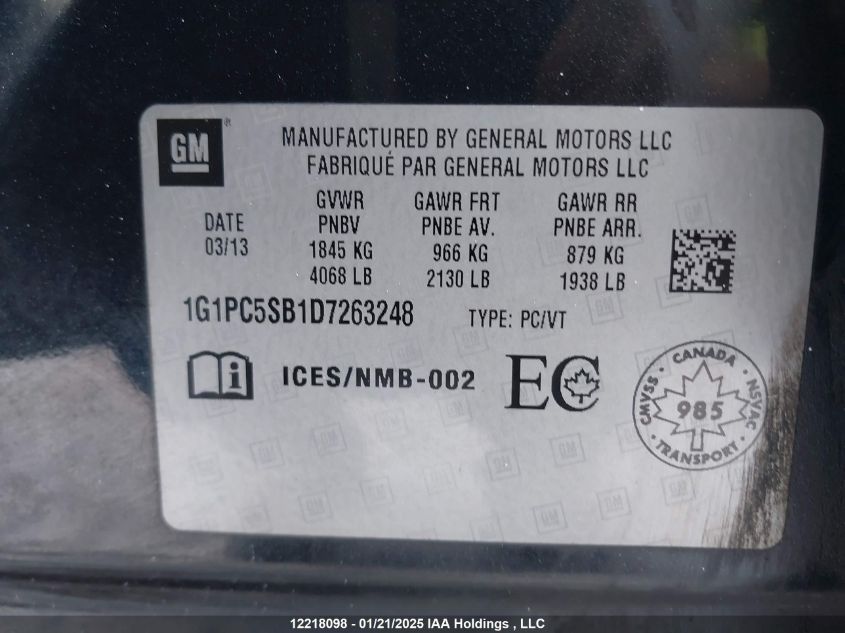 GM®
MANUFACTURED BY GENERAL MOTORS LLC
FABRIQUÉ PAR GENERAL MOTORS LLC
DATE
03/13
GVWR
PNBV
1845 KG
4068 LB
GAWR FRT
PNBE AV.
966 KG
2130 LB
GAWR RR
PNBE ARR.
879 KG
1938 LB
1G1PC5SB1D7263248 TYPE: PC/VT
i ICES/NMB-002 EC
CANADA
CMVSS 985 NSVAC
TRANSPORT
12218098 - 01/21/2025 IAA Holdings , LLC